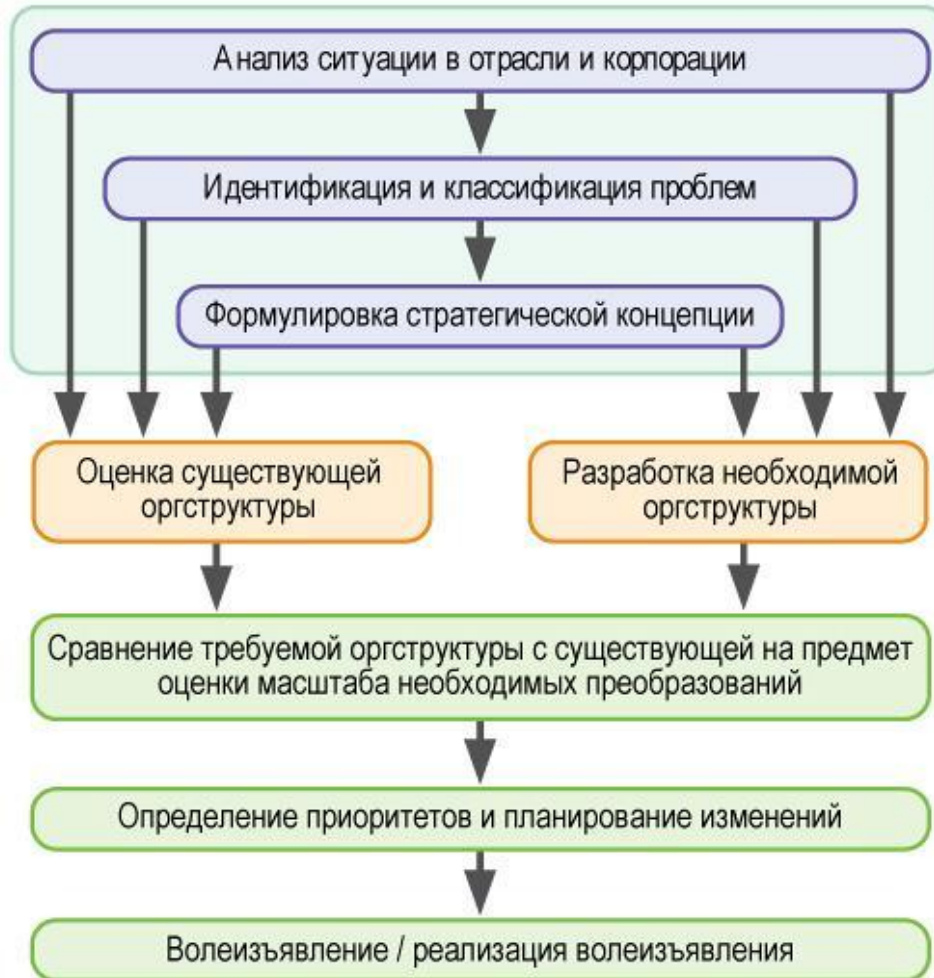 Анализ ситуации в отрасли и корпорации
Идентификация и классификация проблем
Формулировка стратегической концепции
Оценка существующей
оргструктуры
Разработка необходимой
оргструктуры
Сравнение требуемой оргструктуры с существующей на предмет
оценки масштаба необходимых преобразований
Определение приоритетов и планирование изменений
Волеизъявление / реализация волеизъявления